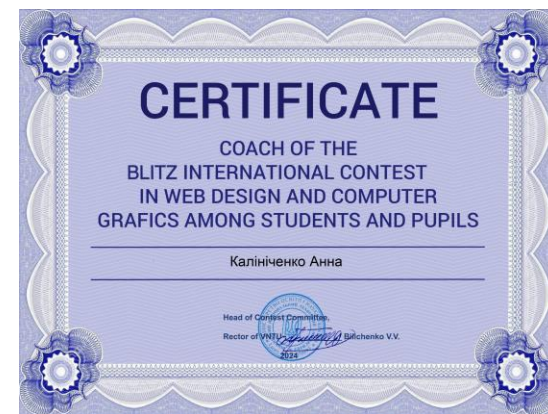 CERTIFICATE
COACH OF THE
BLITZ INTERNATIONAL CONTEST
IN WEB DESIGN AND COMPUTER
GRAFICS AMONG STUDENTS AND PUPILS
Калініченко Анна
Head of Contest Committee,
Rector of VNTU Bilichenko V.V.
2024